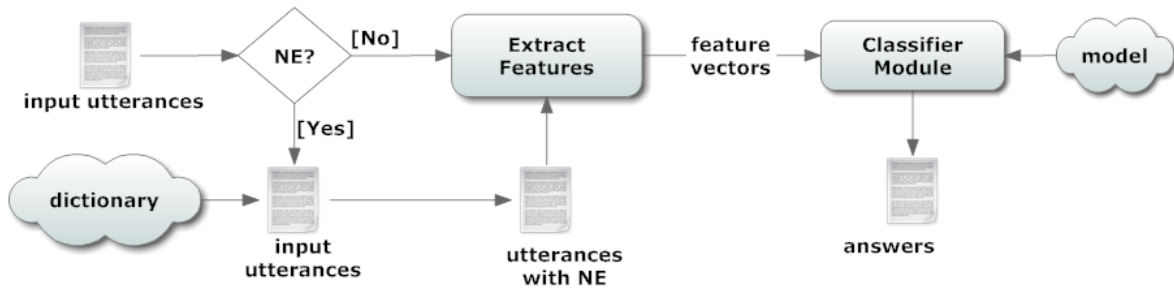 input utterances
NE?
[No]
[Yes]
Extract
Features
feature
vectors
Classifier
Module
model
dictionary
input
utterances
utterances
with NE
answers